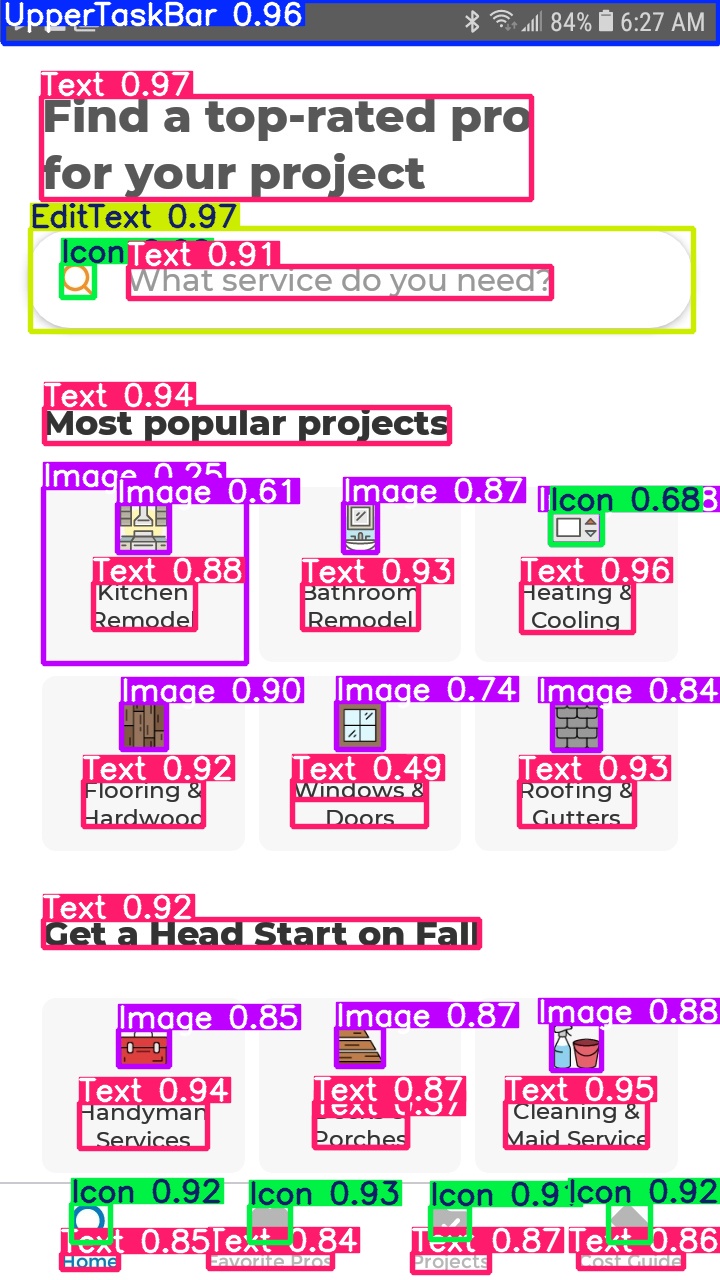 UpperTaskBar 0.96
84% 6:27 AM
Text 0.97
Find a top-rated pro
for your project
EditText 0.97
Icon
Text 0.91
What service do you need?
Text 0.94
Most popular projects
Image 0.25
Image 0.61
Image 0.87
Icon 0.68
Text 0.88
Text 0.93
Text 0.96
Kitchen
Remodel
Bathroom
Remodel
Heating &
Cooling
Image 0.90
Image 0.74
Image 0.84
Text 0.92
Text 0.49
Text 0.93
Flooring &
Hardwood
Windows &
Doors
Roofing &
Gutters
Text 0.92
Get a Head Start on Fall
Image 0.85
Image 0.87
Image 0.88
Text 0.94
Text 0.87
Text 0.95
Handyman
Services
Porches
Cleaning &
Maid Service
Icon 0.92
Icon 0.93
Icon 0.91
Icon 0.92
Text 0.85
Text 0.84
Text 0.87
Text 0.86
Home
Favorite Pros
Projects
Cost Guide